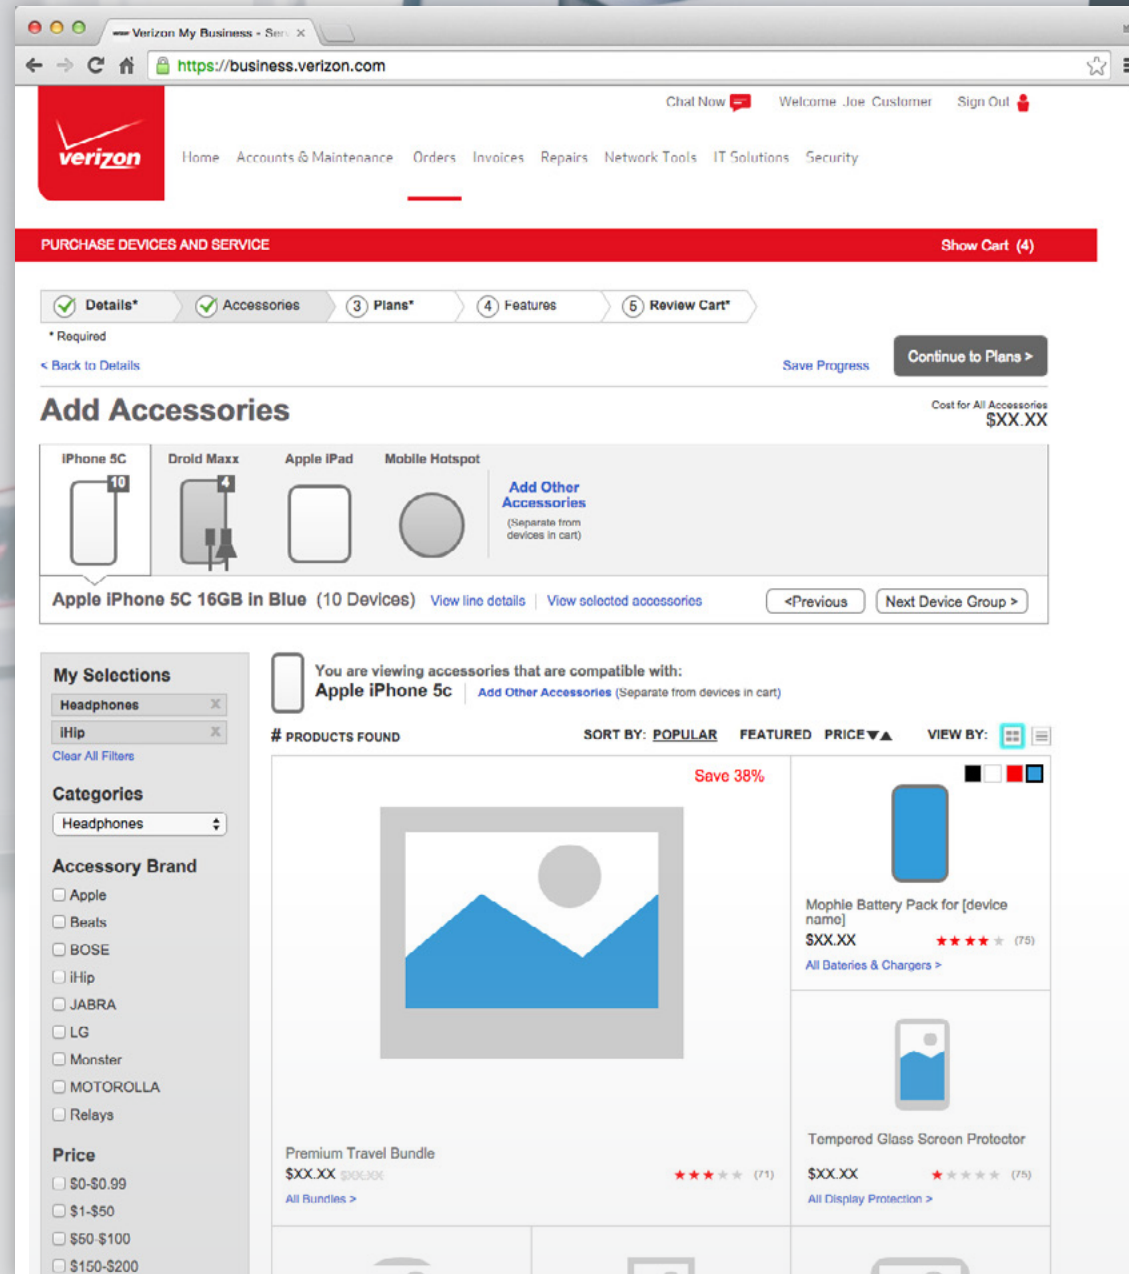 Verizon My Business - Serv
https://business.verizon.com
Chat Now
Welcome Joe Customer
Sign Out
verizon
Home Accounts & Maintenance Orders Invoices Repairs Network Tools IT Solutions Security
PURCHASE DEVICES AND SERVICE
Show Cart (4)
Details*
Accessories
3 Plans*
4 Features
5 Review Cart*
* Required
< Back to Details
Save Progress
Continue to Plans >
Add Accessories
Cost for All Accessories
$XX.XX
iPhone 5C
Droid Maxx
Apple iPad
Mobile Hotspot
10
4
Add Other
Accessories
(Separate from
devices in cart)
Apple iPhone 5C 16GB in Blue (10 Devices) View line details | View selected accessories
<Previous
Next Device Group >
My Selections
Headphones X
iHip X
Clear All Filters
Categories
Headphones
Accessory Brand
Apple
Beats
BOSE
iHip
JABRA
LG
Monster
MOTOROLLA
Relays
Price
$0-$0.99
$1-$50
$50-$100
$150-$200
You are viewing accessories that are compatible with:
Apple iPhone 5c
Add Other Accessories (Separate from devices in cart)
# PRODUCTS FOUND
SORT BY: POPULAR FEATURED PRICE▼▲
VIEW BY:
Save 38%
Premium Travel Bundle
$XX.XX $XX.XX
(71)
All Bundles >
Mophie Battery Pack for [device
name]
$XX.XX
(75)
All Bateries & Chargers >
Tempered Glass Screen Protector
$XX.XX
(75)
All Display Protection >